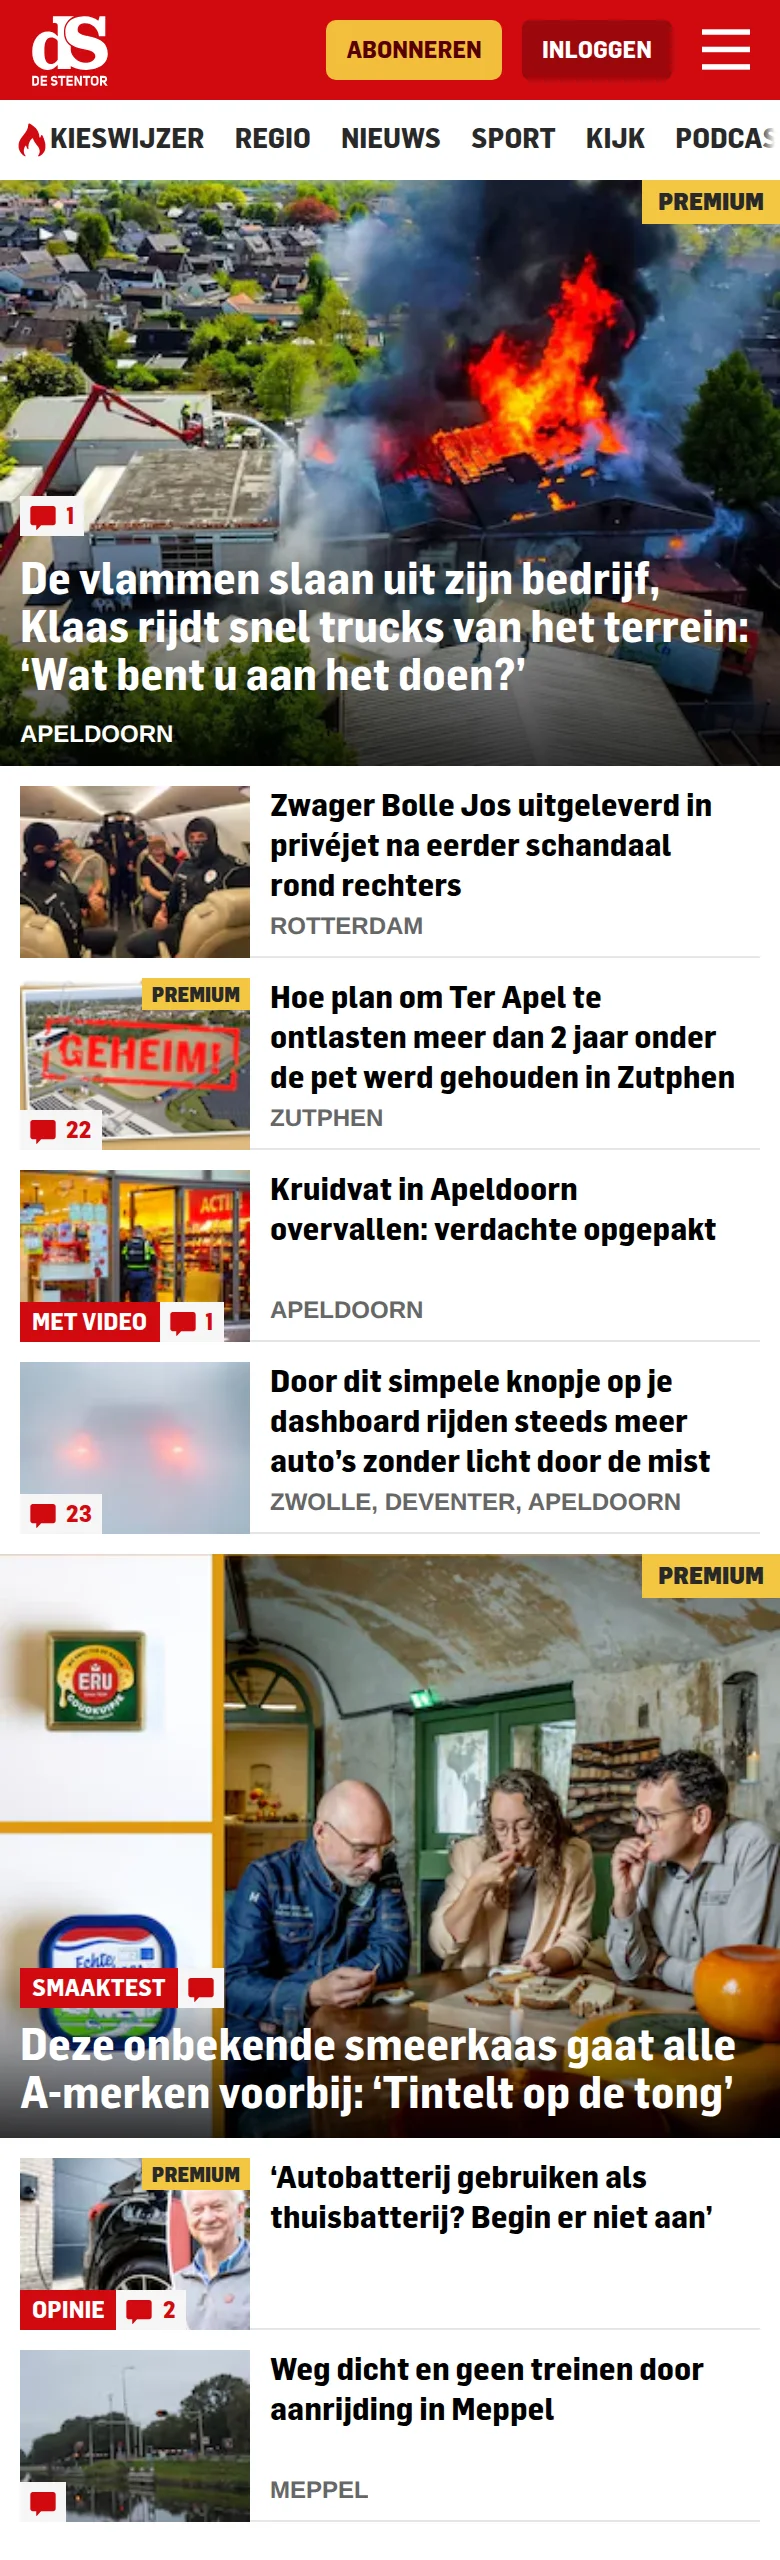 dS
DE STENTOR
ABONNEREN
INLOGGEN
KIESWIJZER REGIO NIEUWS SPORT KIJK PODCAS
PREMIUM
1
De vlammen slaan uit zijn bedrijf,
Klaas rijdt snel trucks van het terrein:
‘Wat bent u aan het doen?’
APELDOORN
Zwager Bolle Jos uitgeleverd in
privéjet na eerder schandaal
rond rechters
ROTTERDAM
PREMIUM
GEHEIM!
22
Hoe plan om Ter Apel te
ontlasten meer dan 2 jaar onder
de pet werd gehouden in Zutphen
ZUTPHEN
ACTI
MET VIDEO
1
Kruidvat in Apeldoorn
overvallen: verdachte opgepakt
APELDOORN
23
Door dit simpele knopje op je
dashboard rijden steeds meer
auto’s zonder licht door de mist
ZWOLLE, DEVENTER, APELDOORN
PREMIUM
ERU
GOUDKUIPJE
Echte
SMAAKTEST
Deze onbekende smeerkaas gaat alle
A-merken voorbij: ‘Tintelt op de tong’
PREMIUM
OPINIE
2
‘Autobatterij gebruiken als
thuisbatterij? Begin er niet aan’
Weg dicht en geen treinen door
aanrijding in Meppel
MEPPEL